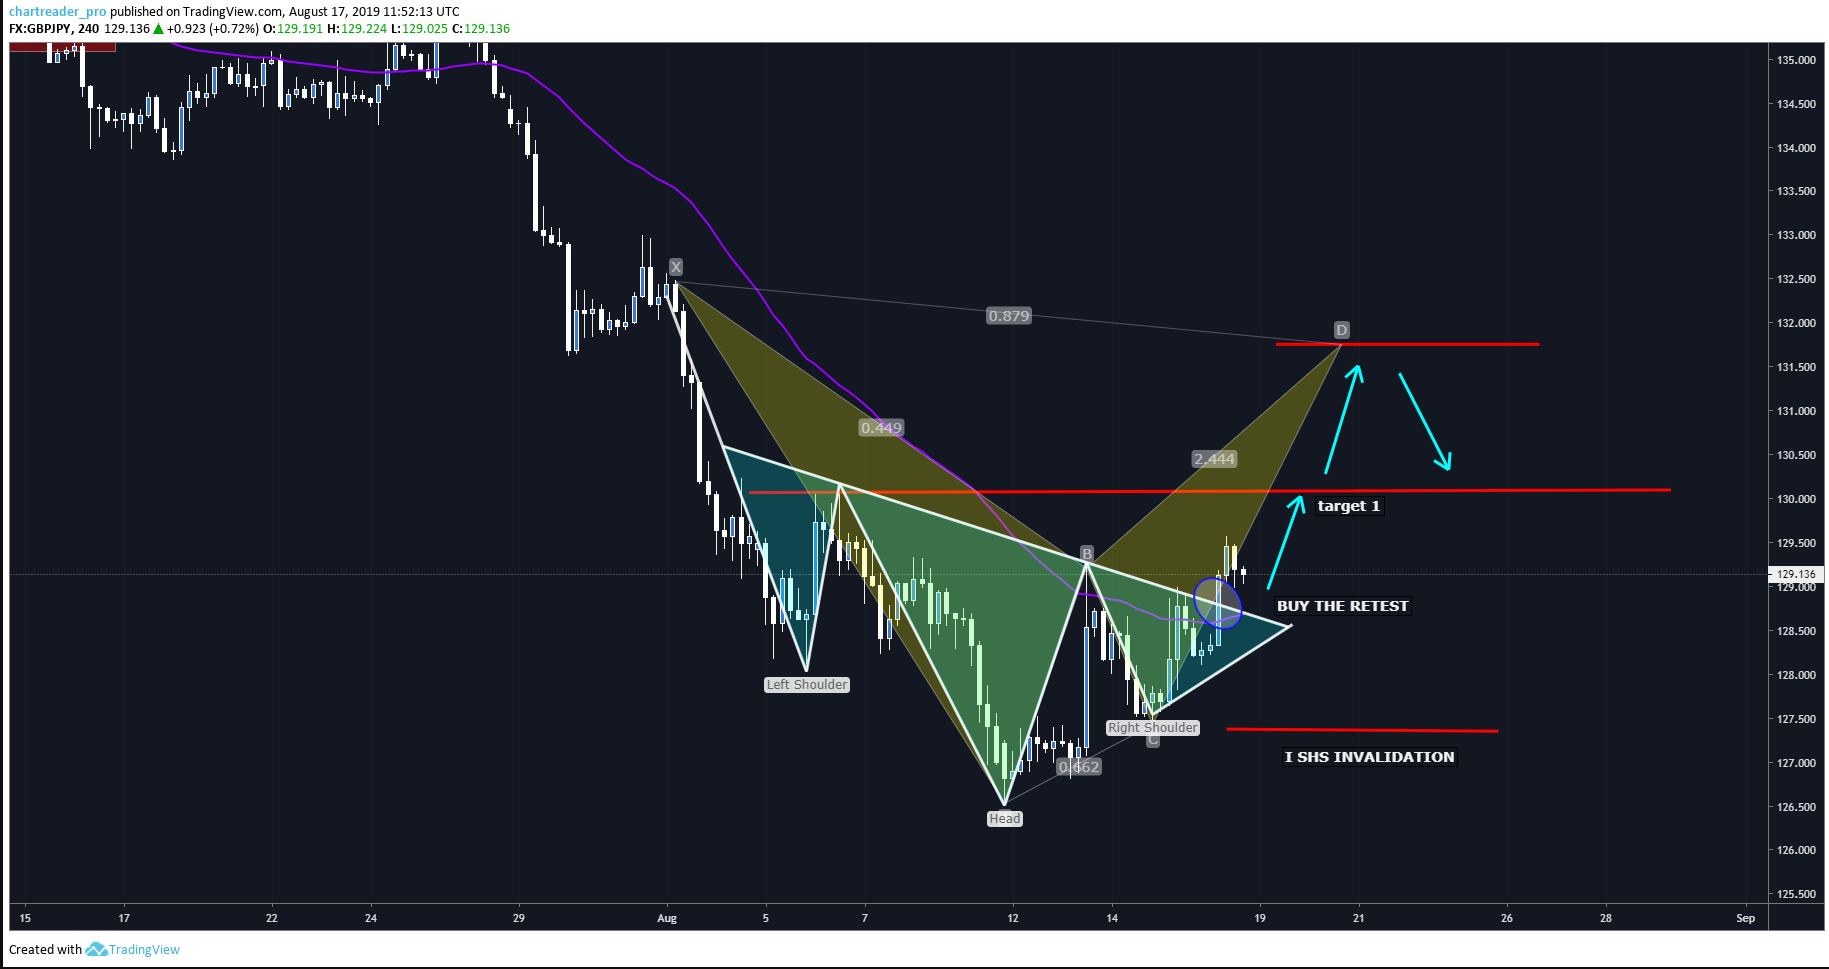 chartreader_pro published on TradingView.com, August 17, 2019 11:52:13 UTC
FX:GBPJPY, 240 129.136 ▲ +0.923 (+0.72%) O:129.191 H:129.224 L:129.025 C:129.136
135.000
134.500
134.000
133.500
133.000
132.500
132.000
131.500
131.000
130.500
130.000
129.500
129.136
129.000
128.500
128.000
127.500
127.000
126.500
126.000
125.500
X
0.879
D
0.449
2.444
target 1
B
BUY THE RETEST
Left Shoulder
Right Shoulder
C
I SHS INVALIDATION
0.662
Head
15 17 22 24 29 Aug 5 7 12 14 19 21 26 28 Sep
Created with TradingView